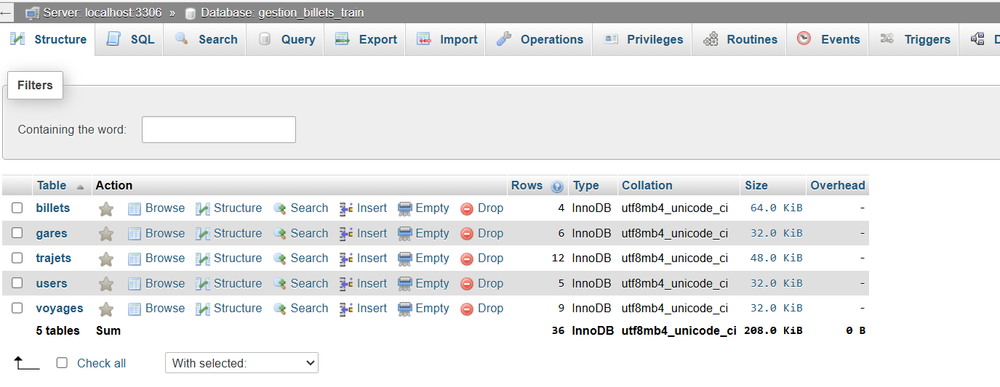 ← Server: localhost:3306 » Database: gestion_billets_train
Structure SQL Search Query Export Import Operations Privileges Routines Events Triggers D
Filters
Containing the word:
Table Action Rows Type Collation Size Overhead
billets Browse Structure Search Insert Empty Drop 4 InnoDB utf8mb4_unicode_ci 64.0 KiB -
gares Browse Structure Search Insert Empty Drop 6 InnoDB utf8mb4_unicode_ci 32.0 KiB -
trajets Browse Structure Search Insert Empty Drop 12 InnoDB utf8mb4_unicode_ci 48.0 KiB -
users Browse Structure Search Insert Empty Drop 5 InnoDB utf8mb4_unicode_ci 32.0 KiB -
voyages Browse Structure Search Insert Empty Drop 9 InnoDB utf8mb4_unicode_ci 32.0 KiB -
5 tables Sum 36 InnoDB utf8mb4_unicode_ci 208.0 KiB 0 B
Check all With selected: